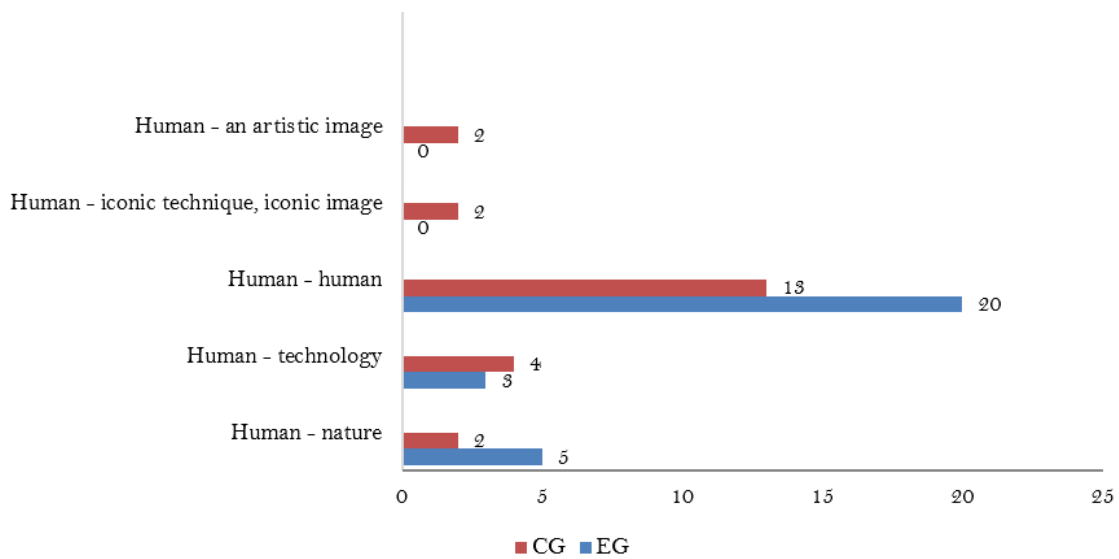 Human - an artistic image
2
0
Human - iconic technique, iconic image
2
0
Human - human
13
20
Human - technology
4
3
Human - nature
2
5
0 5 10 15 20 25
CG EG